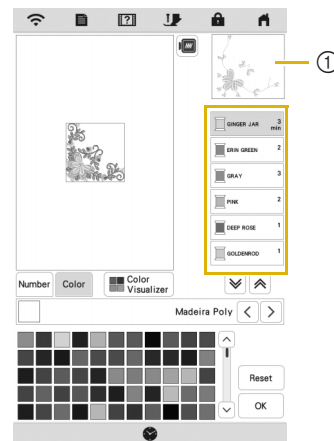 [?]
①
GINGER JAR 3 min
ERIN GREEN 2
GRAY 3
PINK 2
DEEP ROSE 1
GOLDENROD 1
Number Color Color Visualizer
Madeira Poly
Reset
OK